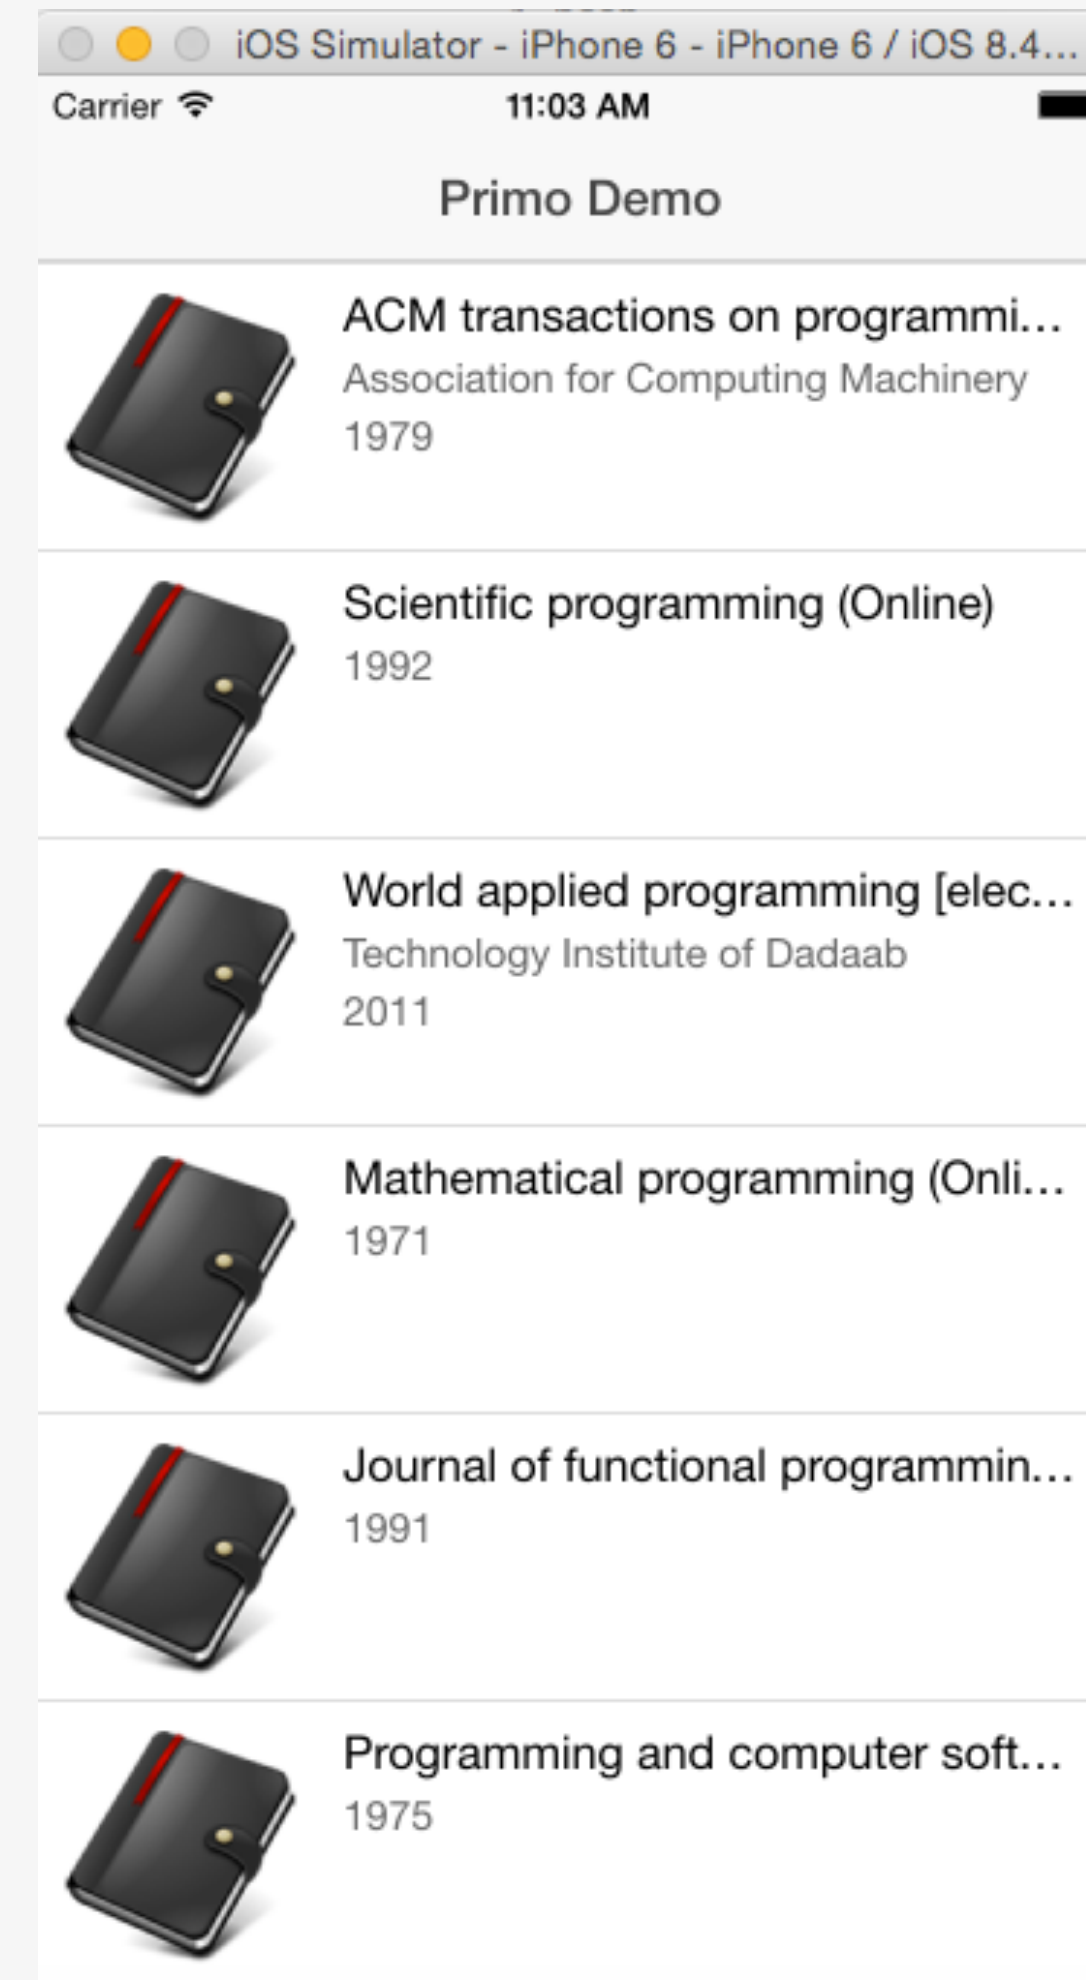 iOS Simulator - iPhone 6 - iPhone 6 / iOS 8.4...
Carrier
11:03 AM
Primo Demo
ACM transactions on programmi...
Association for Computing Machinery
1979
Scientific programming (Online)
1992
World applied programming [elec...
Technology Institute of Dadaab
2011
Mathematical programming (Onli...
1971
Journal of functional programmin...
1991
Programming and computer soft...
1975